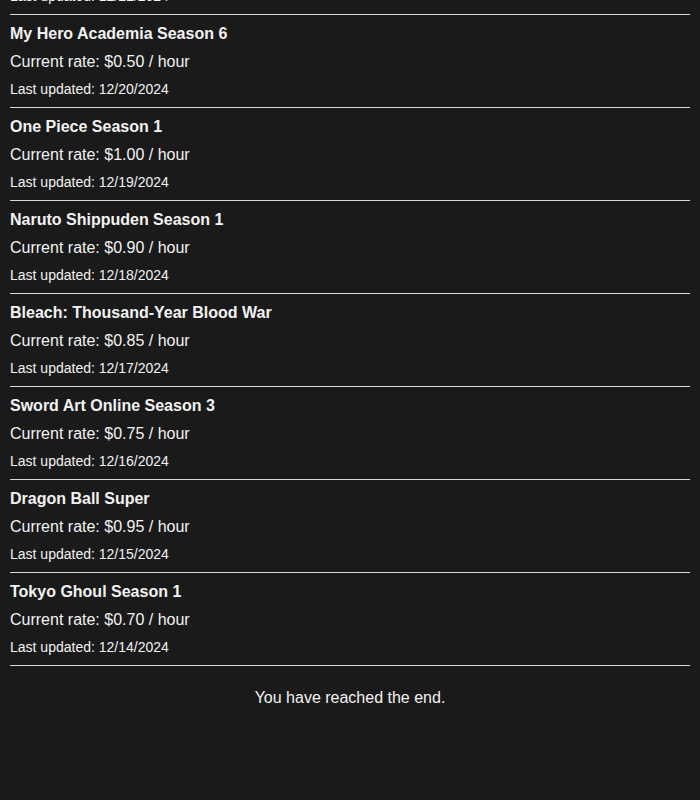 My Hero Academia Season 6
Current rate: $0.50 / hour
Last updated: 12/20/2024
One Piece Season 1
Current rate: $1.00 / hour
Last updated: 12/19/2024
Naruto Shippuden Season 1
Current rate: $0.90 / hour
Last updated: 12/18/2024
Bleach: Thousand-Year Blood War
Current rate: $0.85 / hour
Last updated: 12/17/2024
Sword Art Online Season 3
Current rate: $0.75 / hour
Last updated: 12/16/2024
Dragon Ball Super
Current rate: $0.95 / hour
Last updated: 12/15/2024
Tokyo Ghoul Season 1
Current rate: $0.70 / hour
Last updated: 12/14/2024
You have reached the end.